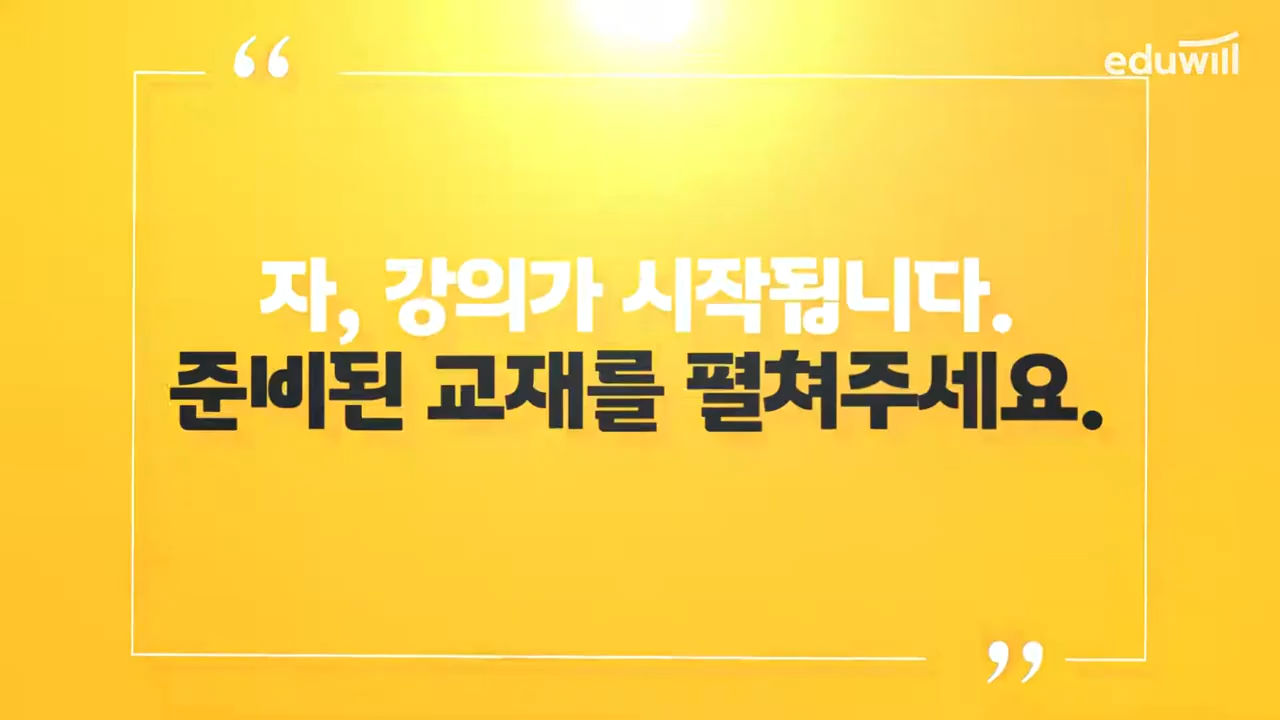 eduwill
“
자, 강의가 시작됩니다.
준비된 교재를 펼쳐주세요.
”